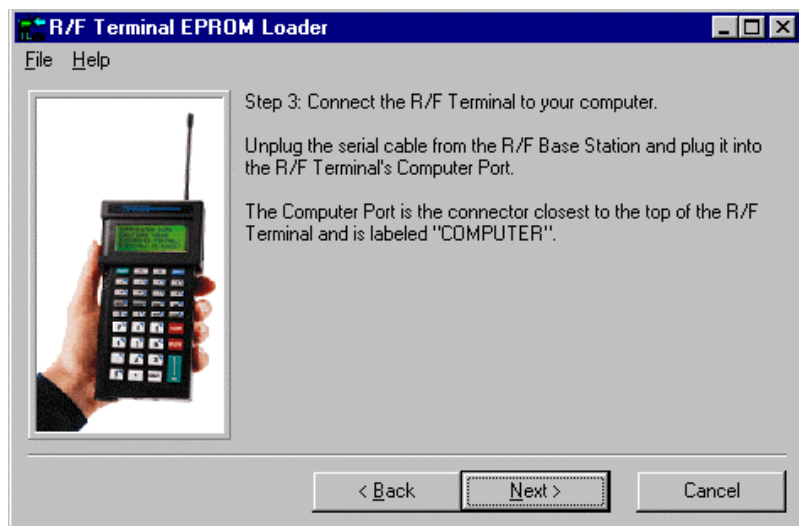 R/F Terminal EPROM Loader
File Help
Step 3: Connect the R/F Terminal to your computer.
Unplug the serial cable from the R/F Base Station and plug it into
the R/F Terminal's Computer Port.
The Computer Port is the connector closest to the top of the R/F
Terminal and is labeled "COMPUTER".
< Back Next > Cancel